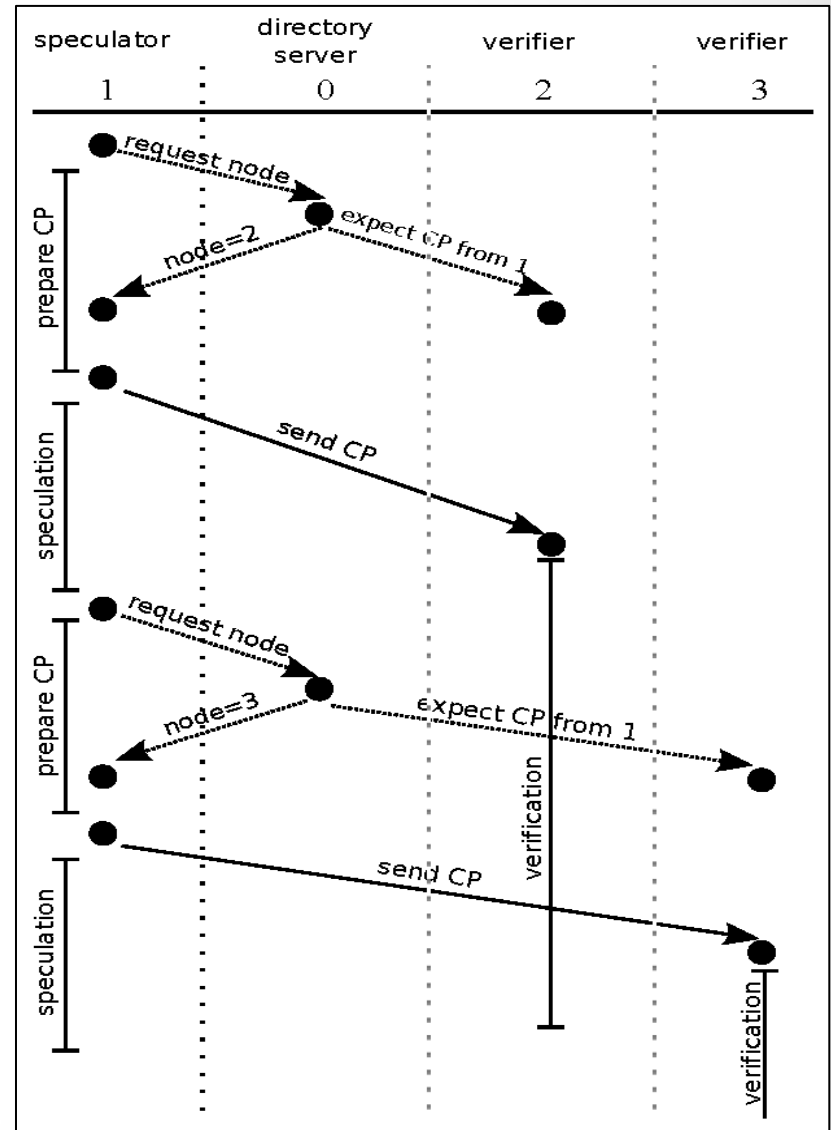 speculator
directory
server
verifier
verifier
1
0
2
3
request node
expect CP from 1
node=2
prepare CP
send CP
speculation
request node
node=3
expect CP from 1
prepare CP
verification
send CP
speculation
verification